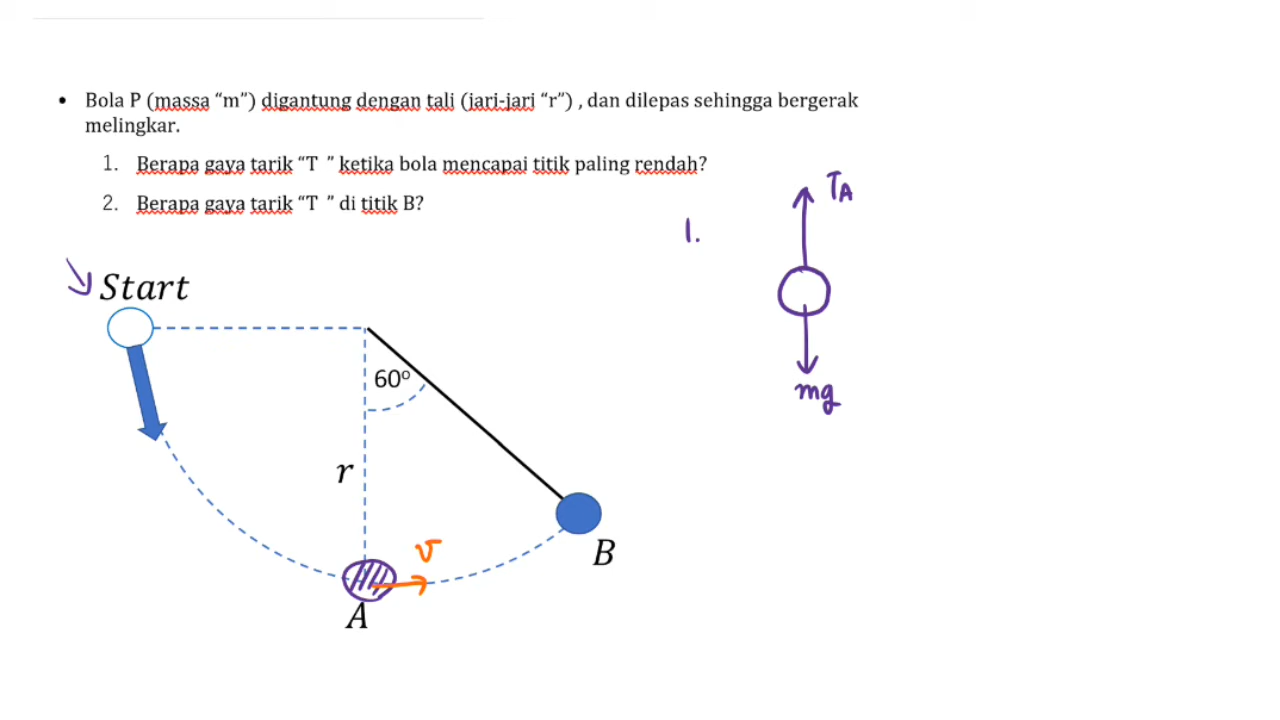 • Bola P (massa “m”) digantung dengan tali (jari-jari “r”) , dan dilepas sehingga bergerak
melingkar.
1. Berapa gaya tarik “T ” ketika bola mencapai titik paling rendah?
2. Berapa gaya tarik “T ” di titik B?
1.
T_A
mg
Start
60°
r
v
B
A